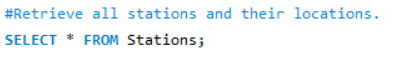 #Retrieve all stations and their locations.
SELECT * FROM Stations;